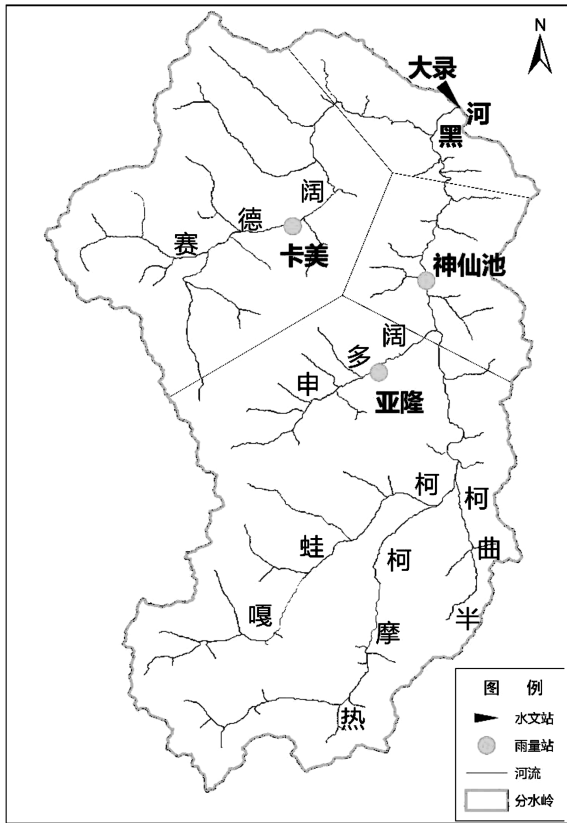 N
大录
黑河
赛德阔
卡美
神仙池
申多阔
亚隆
嘎蛙柯
热摩柯
半曲柯
图 例
水文站
雨量站
河流
分水岭